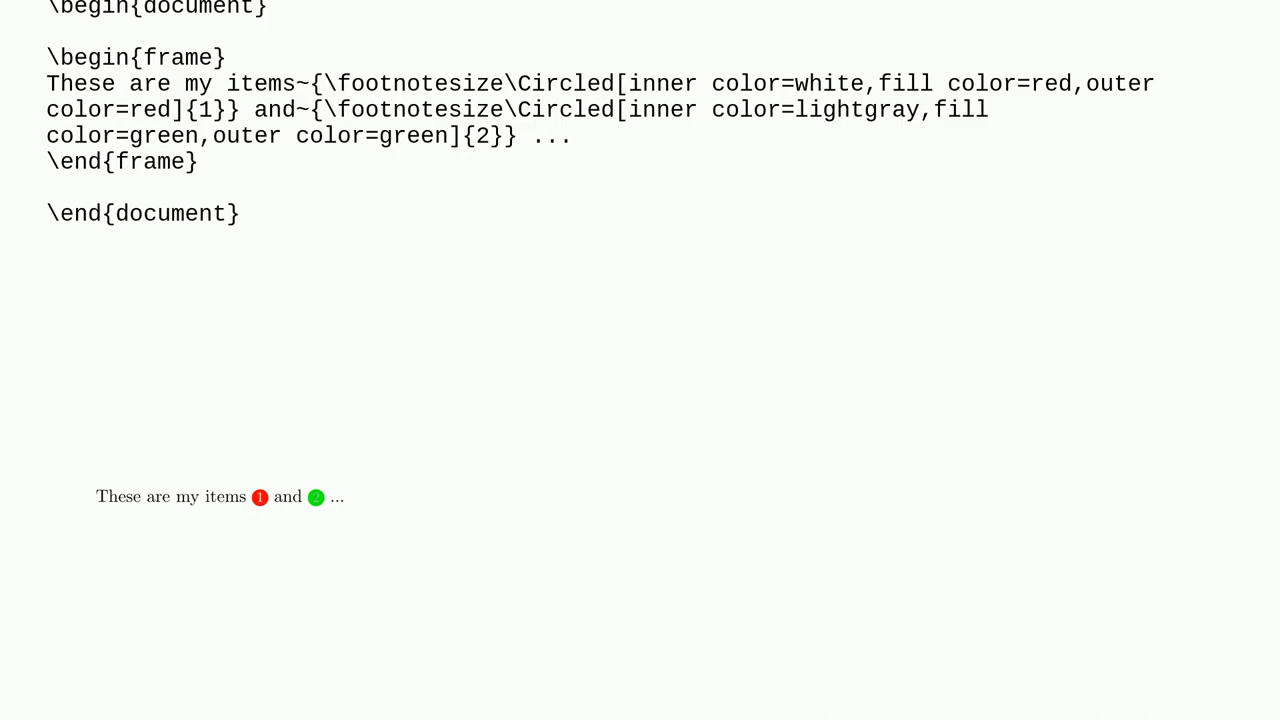 \begin{document}
\begin{frame}
These are my items~{\footnotesize\Circled[inner color=white,fill color=red,outer
color=red]{1}} and~{\footnotesize\Circled[inner color=lightgray,fill
color=green,outer color=green]{2}} ...
\end{frame}
\end{document}
These are my items 1 and 2 ...